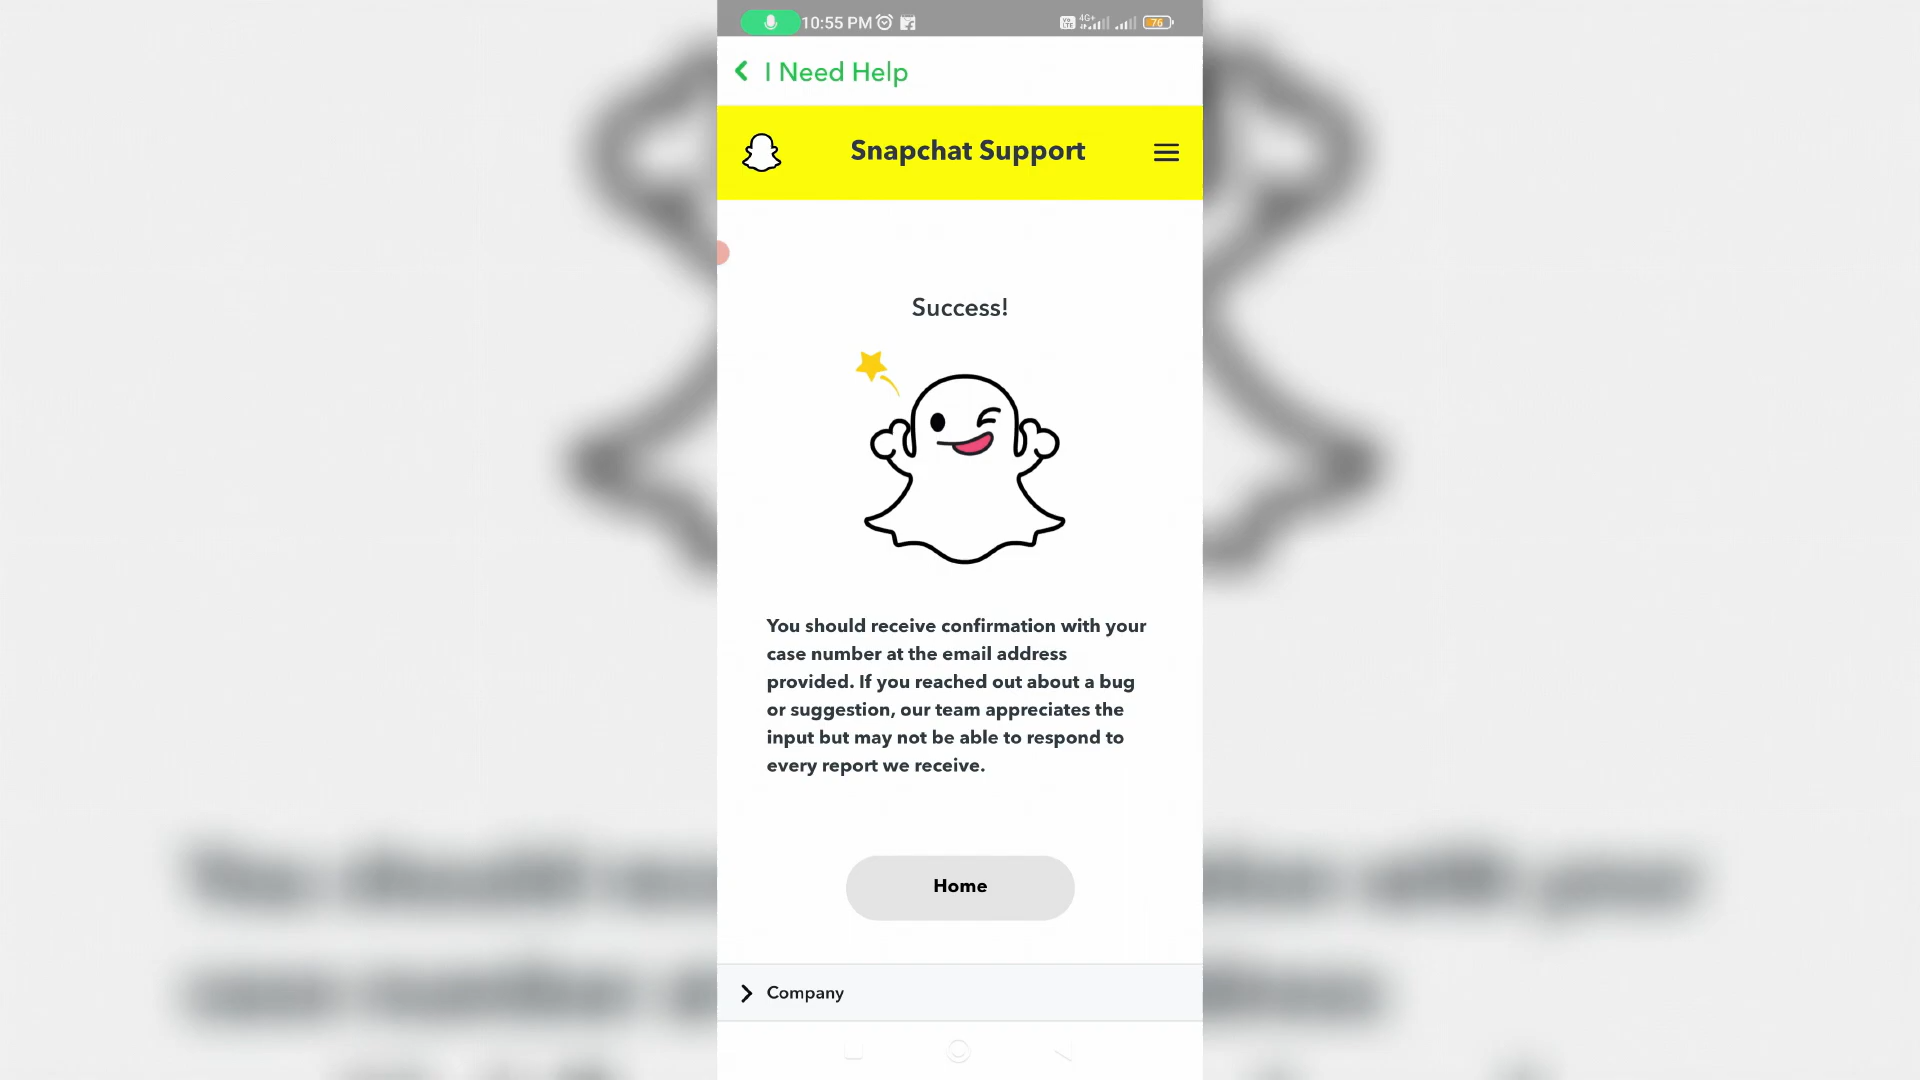 10:55 PM
4G+
76
I Need Help
Snapchat Support
Success!
You should receive confirmation with your
case number at the email address
provided. If you reached out about a bug
or suggestion, our team appreciates the
input but may not be able to respond to
every report we receive.
Home
Company